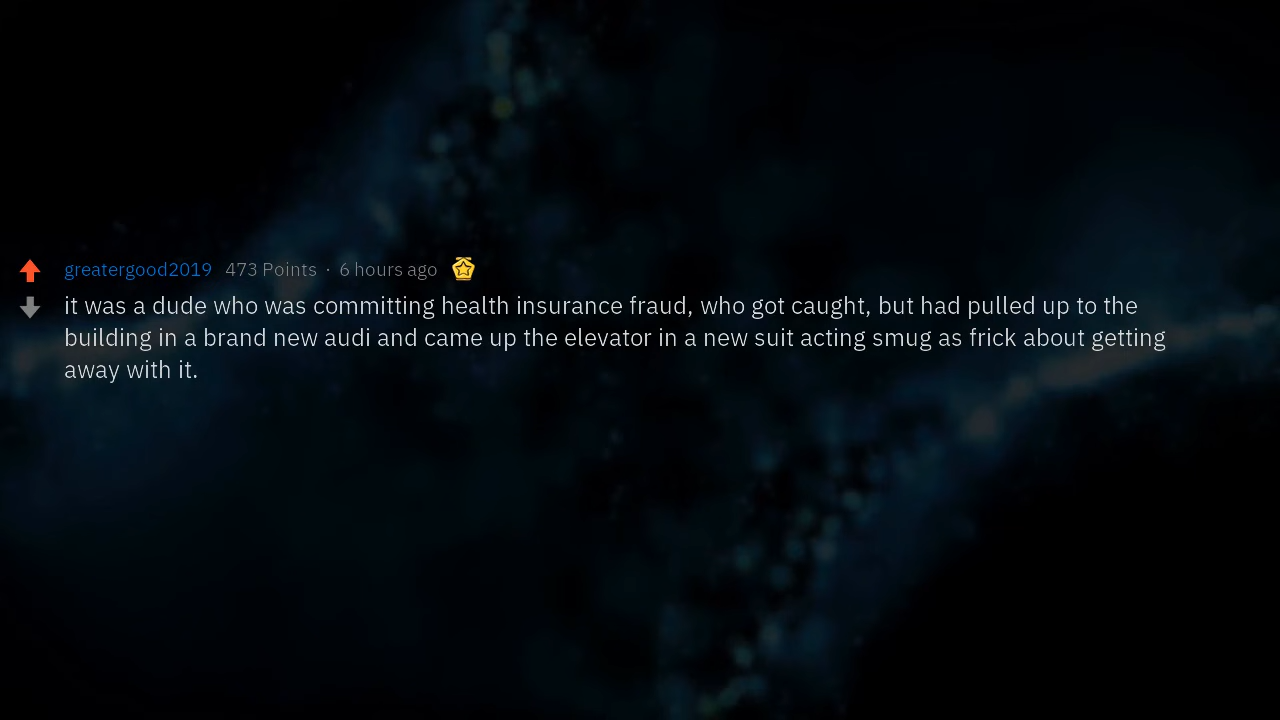 greatergood2019 473 Points · 6 hours ago
it was a dude who was committing health insurance fraud, who got caught, but had pulled up to the
building in a brand new audi and came up the elevator in a new suit acting smug as frick about getting
away with it.